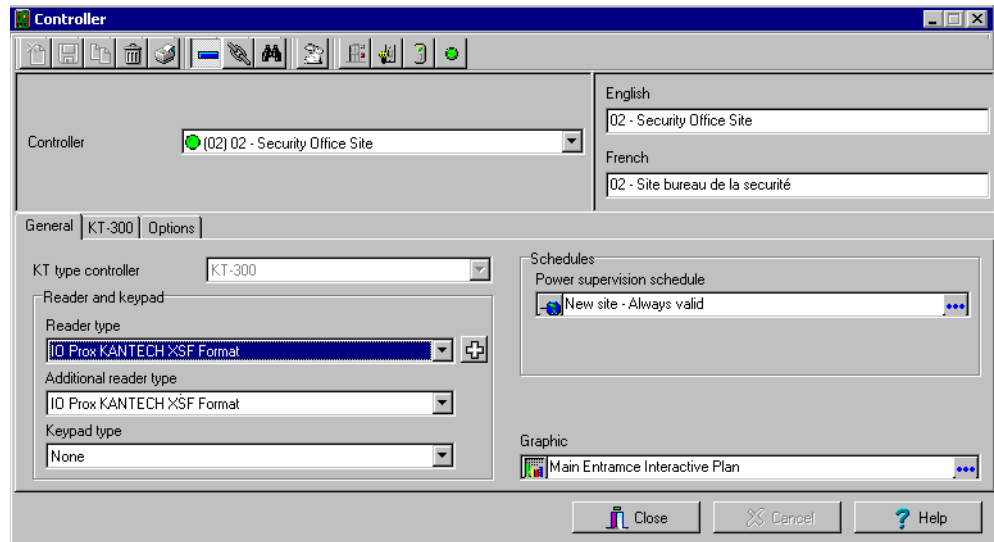 Controller
English
02 - Security Office Site
Controller
(02) 02 - Security Office Site
French
02 - Site bureau de la securité
General KT-300 Options
KT type controller
KT-300
Schedules
Power supervision schedule
New site - Always valid
Reader and keypad
Reader type
IO Prox KANTECH XSF Format
Additional reader type
IO Prox KANTECH XSF Format
Keypad type
None
Graphic
Main Entramce Interactive Plan
Close Cancel Help